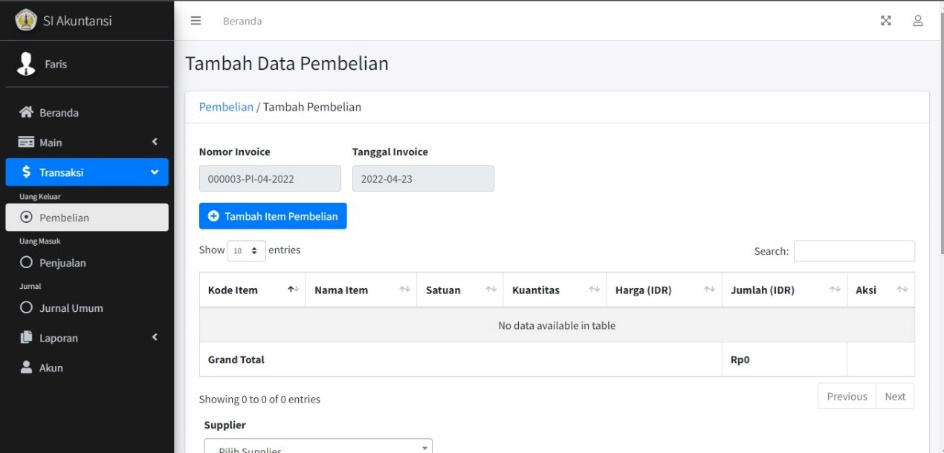 SI Akuntansi
Faris
Beranda
Main
Transaksi
Uang Keluar
Pembelian
Uang Masuk
Penjualan
Jurnal
Jurnal Umum
Laporan
Akun
Beranda
Tambah Data Pembelian
Pembelian / Tambah Pembelian
Nomor Invoice Tanggal Invoice
000003-PI-04-2022 2022-04-23
Tambah Item Pembelian
Show 10 entries Search:
Kode Item Nama Item Satuan Kuantitas Harga (IDR) Jumlah (IDR) Aksi
No data available in table
Grand Total Rp0
Showing 0 to 0 of 0 entries Previous Next
Supplier
Pilih Supplier